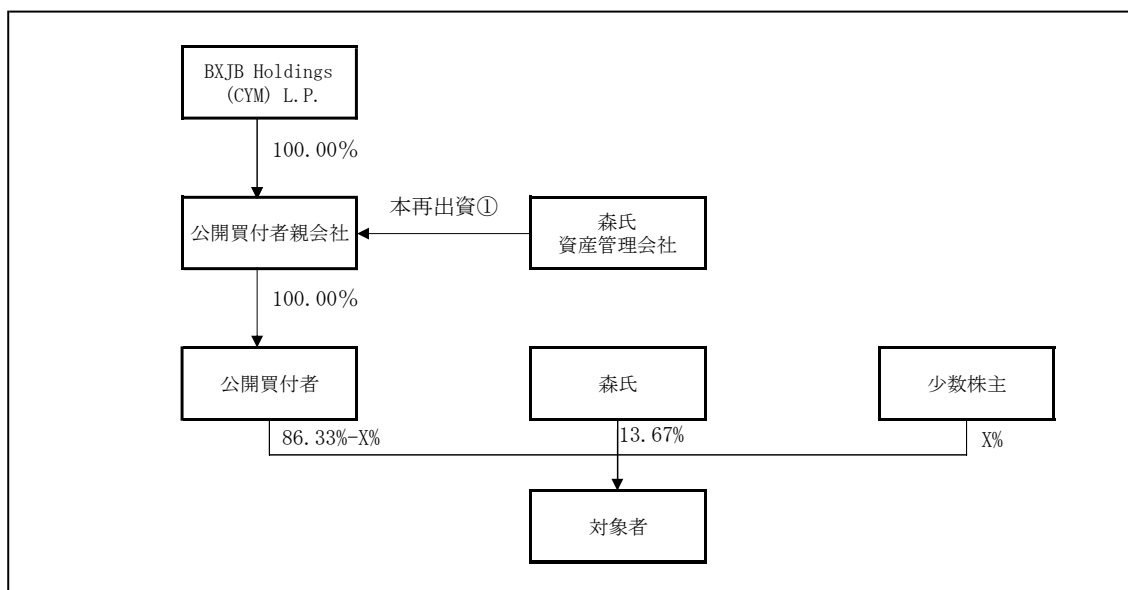 BXJB Holdings
(CYM) L.P.
100.00%
本再出資①
公開買付者親会社
森氏
資産管理会社
100.00%
公開買付者
森氏
少数株主
86.33%-X%
13.67%
X%
対象者